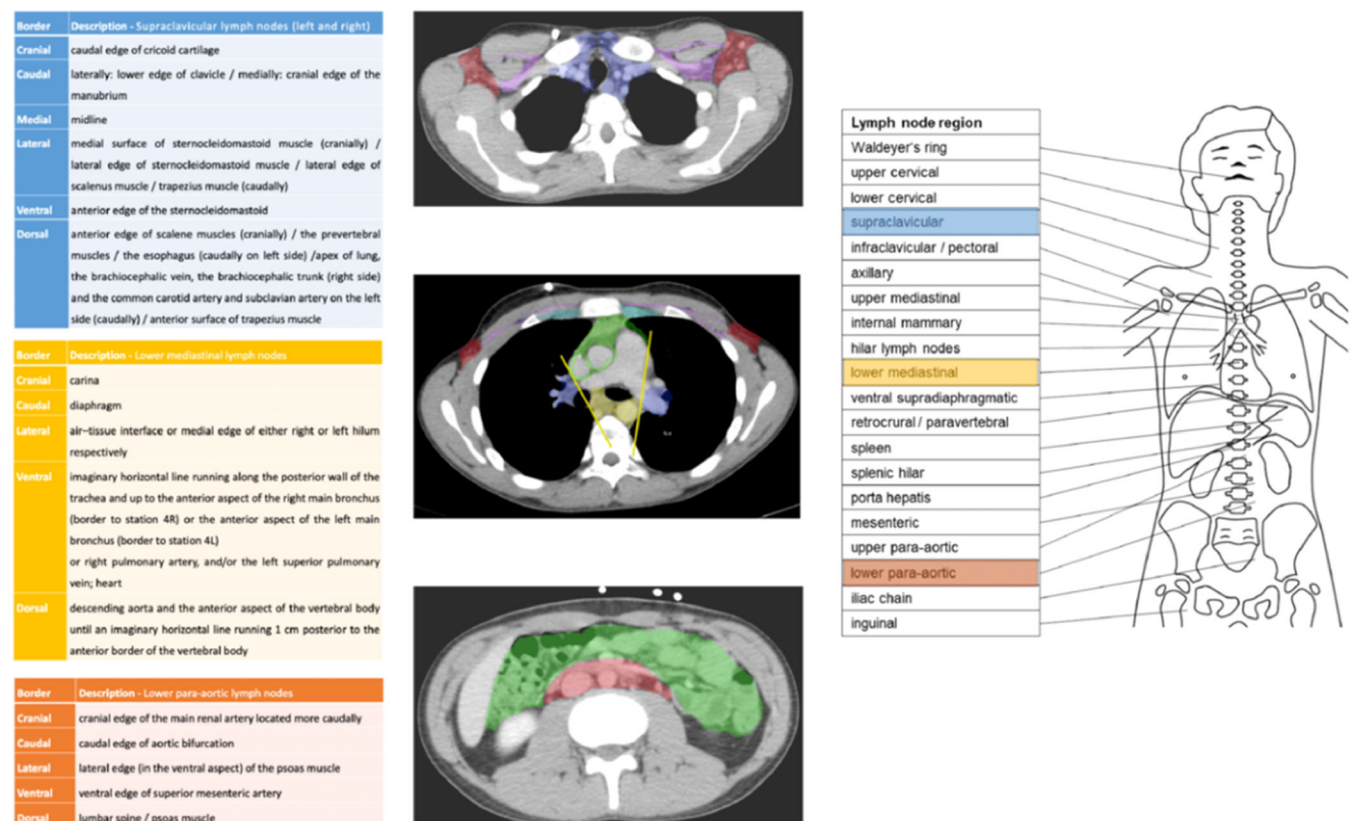 Border Description - Supraclavicular lymph nodes (left and right)
Cranial caudal edge of cricoid cartilage
Caudal laterally: lower edge of clavicle / medially: cranial edge of the
manubrium
Medial midline
Lateral medial surface of sternocleidomastoid muscle (cranially) /
lateral edge of sternocleidomastoid muscle / lateral edge of
scalenus muscle / trapezius muscle (caudally)
Ventral anterior edge of the sternocleidomastoid
Dorsal anterior edge of scalene muscles (cranially) / the prevertebral
muscles / the esophagus (caudally on left side) /apex of lung,
the brachiocephalic vein, the brachiocephalic trunk (right side)
and the common carotid artery and subclavian artery on the left
side (caudally) / anterior surface of trapezius muscle
Border Description - Lower mediastinal lymph nodes
Cranial carina
Caudal diaphragm
Lateral air–tissue interface or medial edge of either right or left hilum
respectively
Ventral imaginary horizontal line running along the posterior wall of the
trachea and up to the anterior aspect of the right main bronchus
(border to station 4R) or the anterior aspect of the left main
bronchus (border to station 4L)
or right pulmonary artery, and/or the left superior pulmonary
vein; heart
Dorsal descending aorta and the anterior aspect of the vertebral body
until an imaginary horizontal line running 1 cm posterior to the
anterior border of the vertebral body
Border Description - Lower para-aortic lymph nodes
Cranial cranial edge of the main renal artery located more caudally
Caudal caudal edge of aortic bifurcation
Lateral lateral edge (in the ventral aspect) of the psoas muscle
Ventral ventral edge of superior mesenteric artery
Dorsal lumbar spine / psoas muscle
Lymph node region
Waldeyer's ring
upper cervical
lower cervical
supraclavicular
infraclavicular / pectoral
axillary
upper mediastinal
internal mammary
hilar lymph nodes
lower mediastinal
ventral supradiaphragmatic
retrocrural / paravertebral
spleen
splenic hilar
porta hepatis
mesenteric
upper para-aortic
lower para-aortic
iliac chain
inguinal